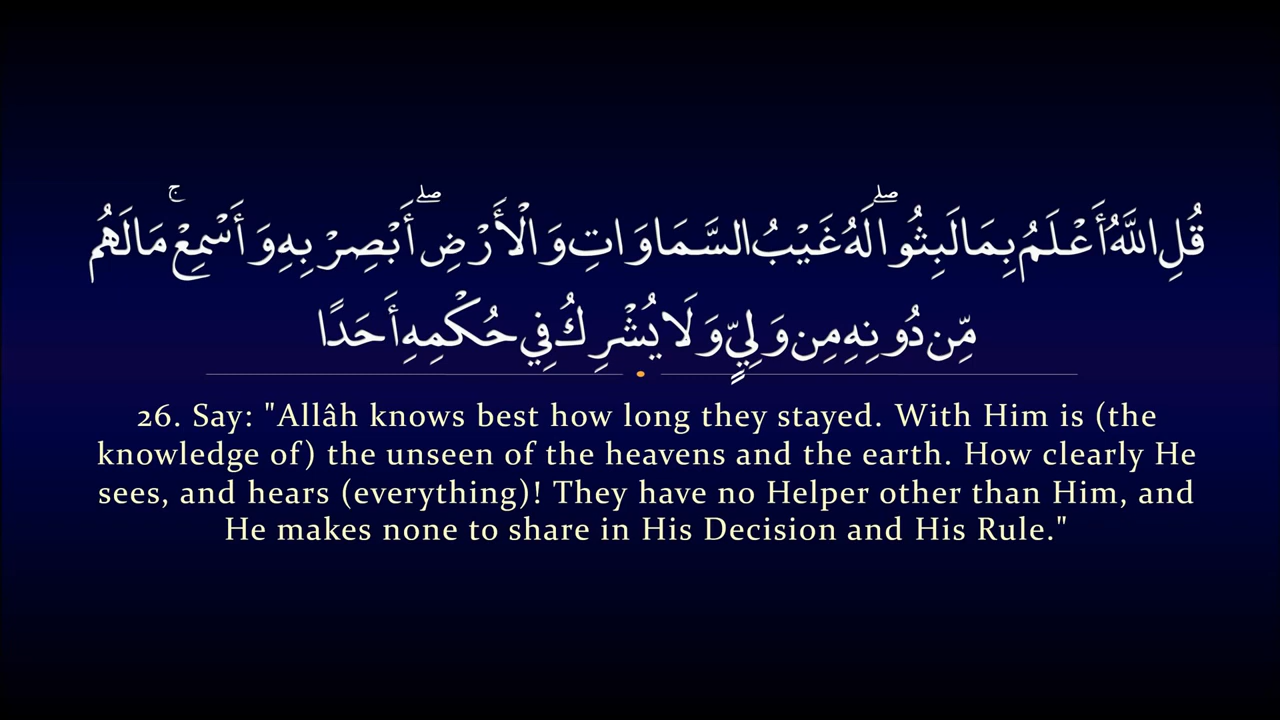 قُلِ اللَّهُ أَعْلَمُ بِمَا لَبِثُوا ۖ لَهُ غَيْبُ السَّمَاوَاتِ وَالْأَرْضِ ۖ أَبْصِرْ بِهِ وَأَسْمِعْ ۚ مَا لَهُم
مِّن دُونِهِ مِن وَلِيٍّ وَلَا يُشْرِكُ فِي حُكْمِهِ أَحَدًا
26. Say: "Allâh knows best how long they stayed. With Him is (the
knowledge of) the unseen of the heavens and the earth. How clearly He
sees, and hears (everything)! They have no Helper other than Him, and
He makes none to share in His Decision and His Rule."